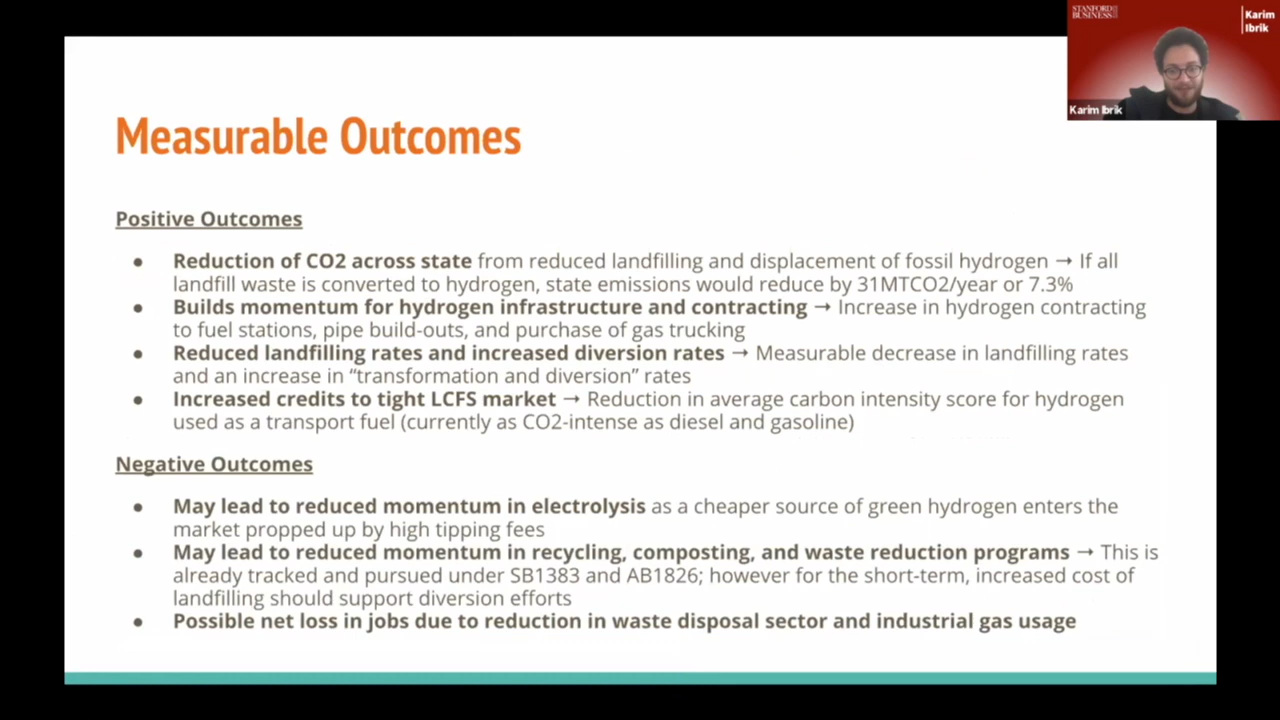 STANFORD
BUSINESS
Karim
Ibrik
Karim Ibrik
Measurable Outcomes
Positive Outcomes
● Reduction of CO2 across state from reduced landfilling and displacement of fossil hydrogen → If all
landfill waste is converted to hydrogen, state emissions would reduce by 31MTCO2/year or 7.3%
● Builds momentum for hydrogen infrastructure and contracting → Increase in hydrogen contracting
to fuel stations, pipe build-outs, and purchase of gas trucking
● Reduced landfilling rates and increased diversion rates → Measurable decrease in landfilling rates
and an increase in “transformation and diversion” rates
● Increased credits to tight LCFS market → Reduction in average carbon intensity score for hydrogen
used as a transport fuel (currently as CO2-intense as diesel and gasoline)
Negative Outcomes
● May lead to reduced momentum in electrolysis as a cheaper source of green hydrogen enters the
market propped up by high tipping fees
● May lead to reduced momentum in recycling, composting, and waste reduction programs → This is
already tracked and pursued under SB1383 and AB1826; however for the short-term, increased cost of
landfilling should support diversion efforts
● Possible net loss in jobs due to reduction in waste disposal sector and industrial gas usage